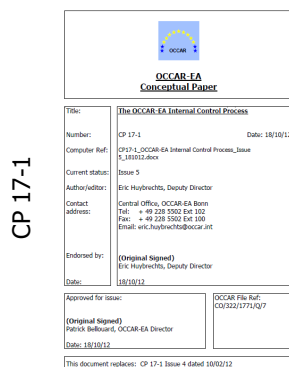 CP 17-1
OCCAR
OCCAR-EA
Conceptual Paper
Title: The OCCAR-EA Internal Control Process
Number: CP 17-1 Date: 18/10/12
Computer Ref: CP17-1_OCCAR-EA Internal Control Process_Issue
5_181012.docx
Current status: Issue 5
Author/editor: Eric Huybrechts, Deputy Director
Contact Central Office, OCCAR-EA Bonn
address: Tel: + 49 228 5502 Ext 102
Fax: + 49 228 5502 Ext 100
Email: eric.huybrechts@occar.int
Endorsed by: (Original Signed)
Eric Huybrechts, Deputy Director
Date: 18/10/12
Approved for issue: OCCAR File Ref:
CO/322/1771/Q/7
(Original Signed)
Patrick Bellouard, OCCAR-EA Director
Date: 18/10/12
This document replaces: CP 17-1 Issue 4 dated 10/02/12